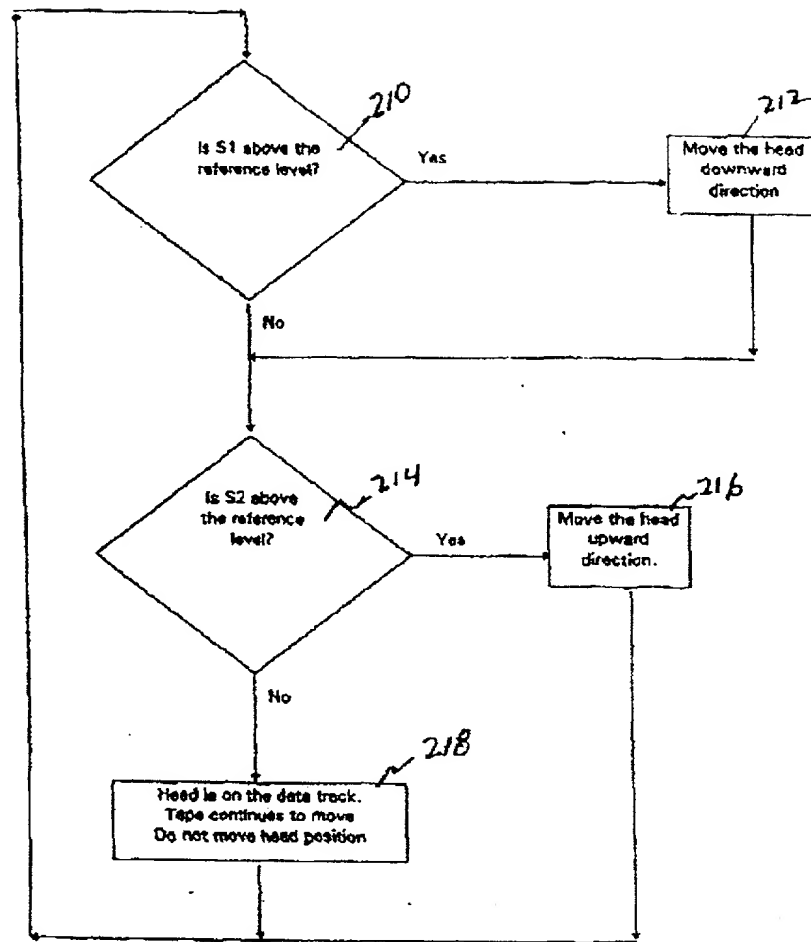 210
Is S1 above the
reference level?
Yes
212
Move the head
downward
direction
No
214
Is S2 above
the reference
level?
Yes
216
Move the head
upward
direction.
No
218
Head is on the data track.
Tape continues to move
Do not move head position